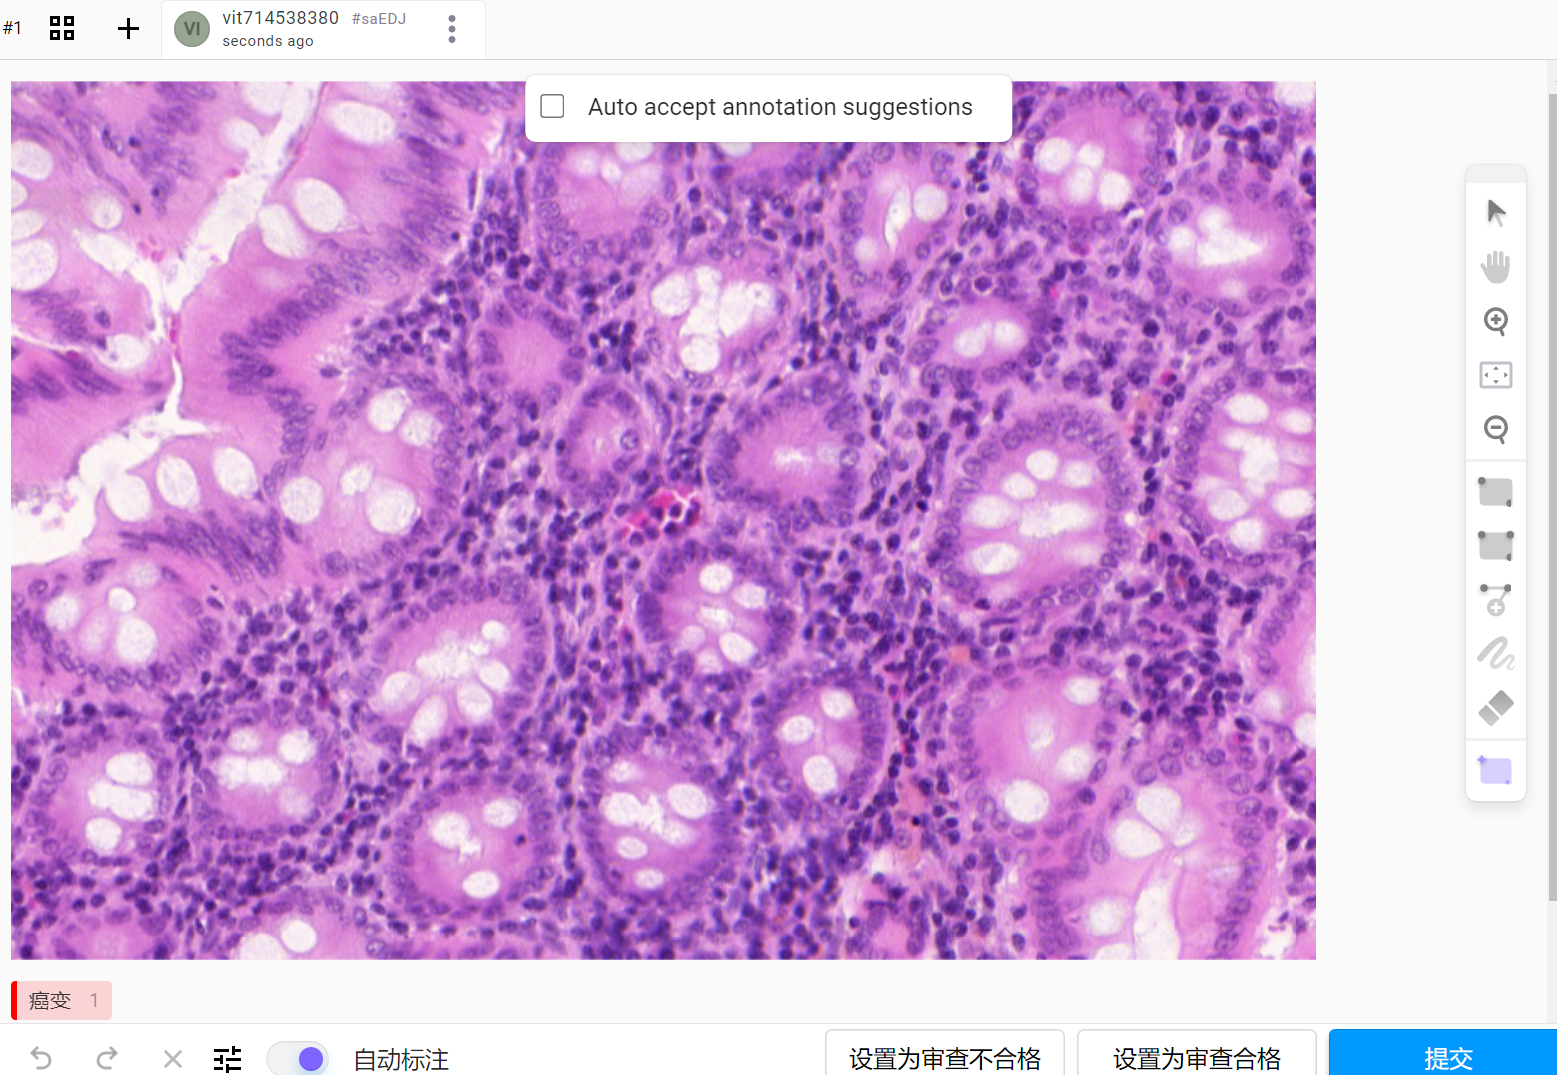 #1
VI
vit714538380 #saEDJ
seconds ago
Auto accept annotation suggestions
癌变 1
自动标注
设置为审查不合格
设置为审查合格
提交